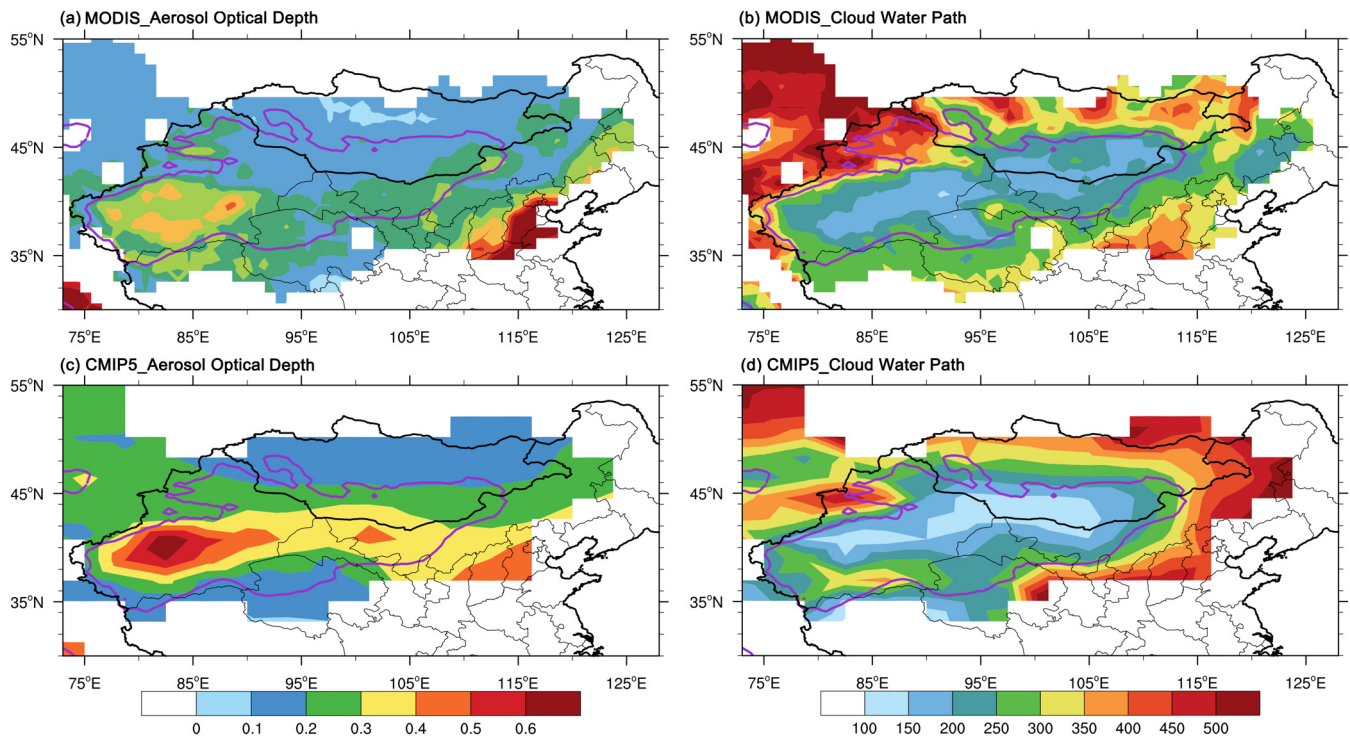 (a) MODIS_Aerosol Optical Depth
(b) MODIS_Cloud Water Path
55°N 45°N 35°N
55°N 45°N 35°N
75°E 85°E 95°E 105°E 115°E 125°E
75°E 85°E 95°E 105°E 115°E 125°E
(c) CMIP5_Aerosol Optical Depth
(d) CMIP5_Cloud Water Path
55°N 45°N 35°N
55°N 45°N 35°N
75°E 85°E 95°E 105°E 115°E 125°E
75°E 85°E 95°E 105°E 115°E 125°E
0 0.1 0.2 0.3 0.4 0.5 0.6
100 150 200 250 300 350 400 450 500